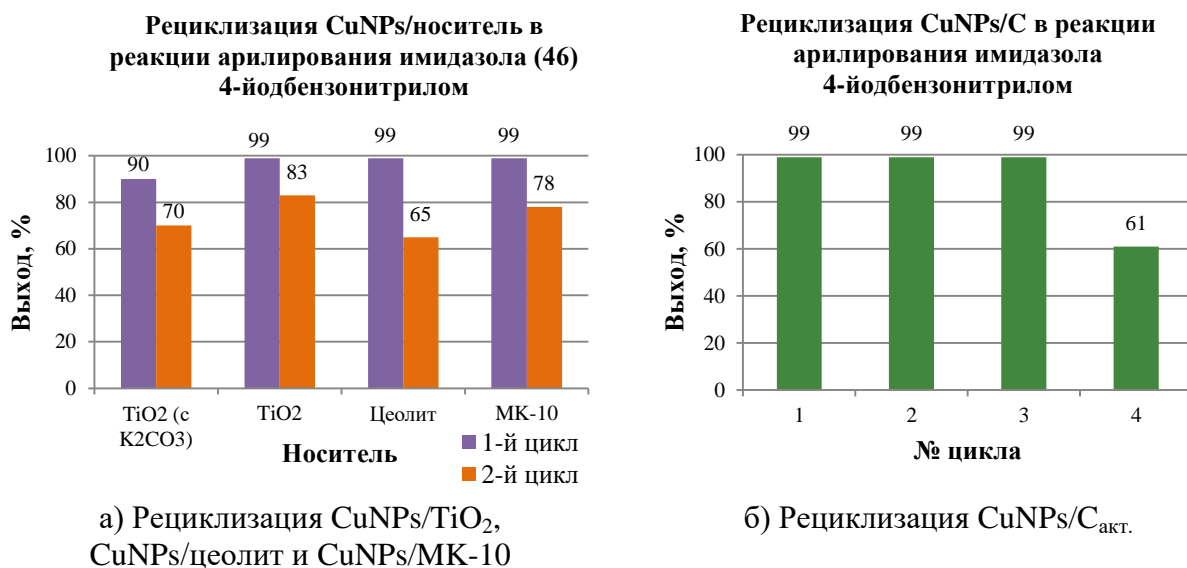 Рециклизация CuNPs/носитель в
реакции арилирования имидазола (46)
4-йодбензонитрилом
Выход, %
100
80
60
40
20
0
90
70
99
83
99
65
99
78
TiO2 (с
K2CO3)
TiO2
Цеолит
MK-10
Носитель
1-й цикл
2-й цикл
а) Рециклизация CuNPs/TiO₂,
CuNPs/цеолит и CuNPs/MK-10
Рециклизация CuNPs/C в реакции
арилирования имидазола
4-йодбензонитрилом
Выход, %
100
80
60
40
20
0
99
99
99
61
1
2
3
4
№ цикла
б) Рециклизация CuNPs/Cакт.